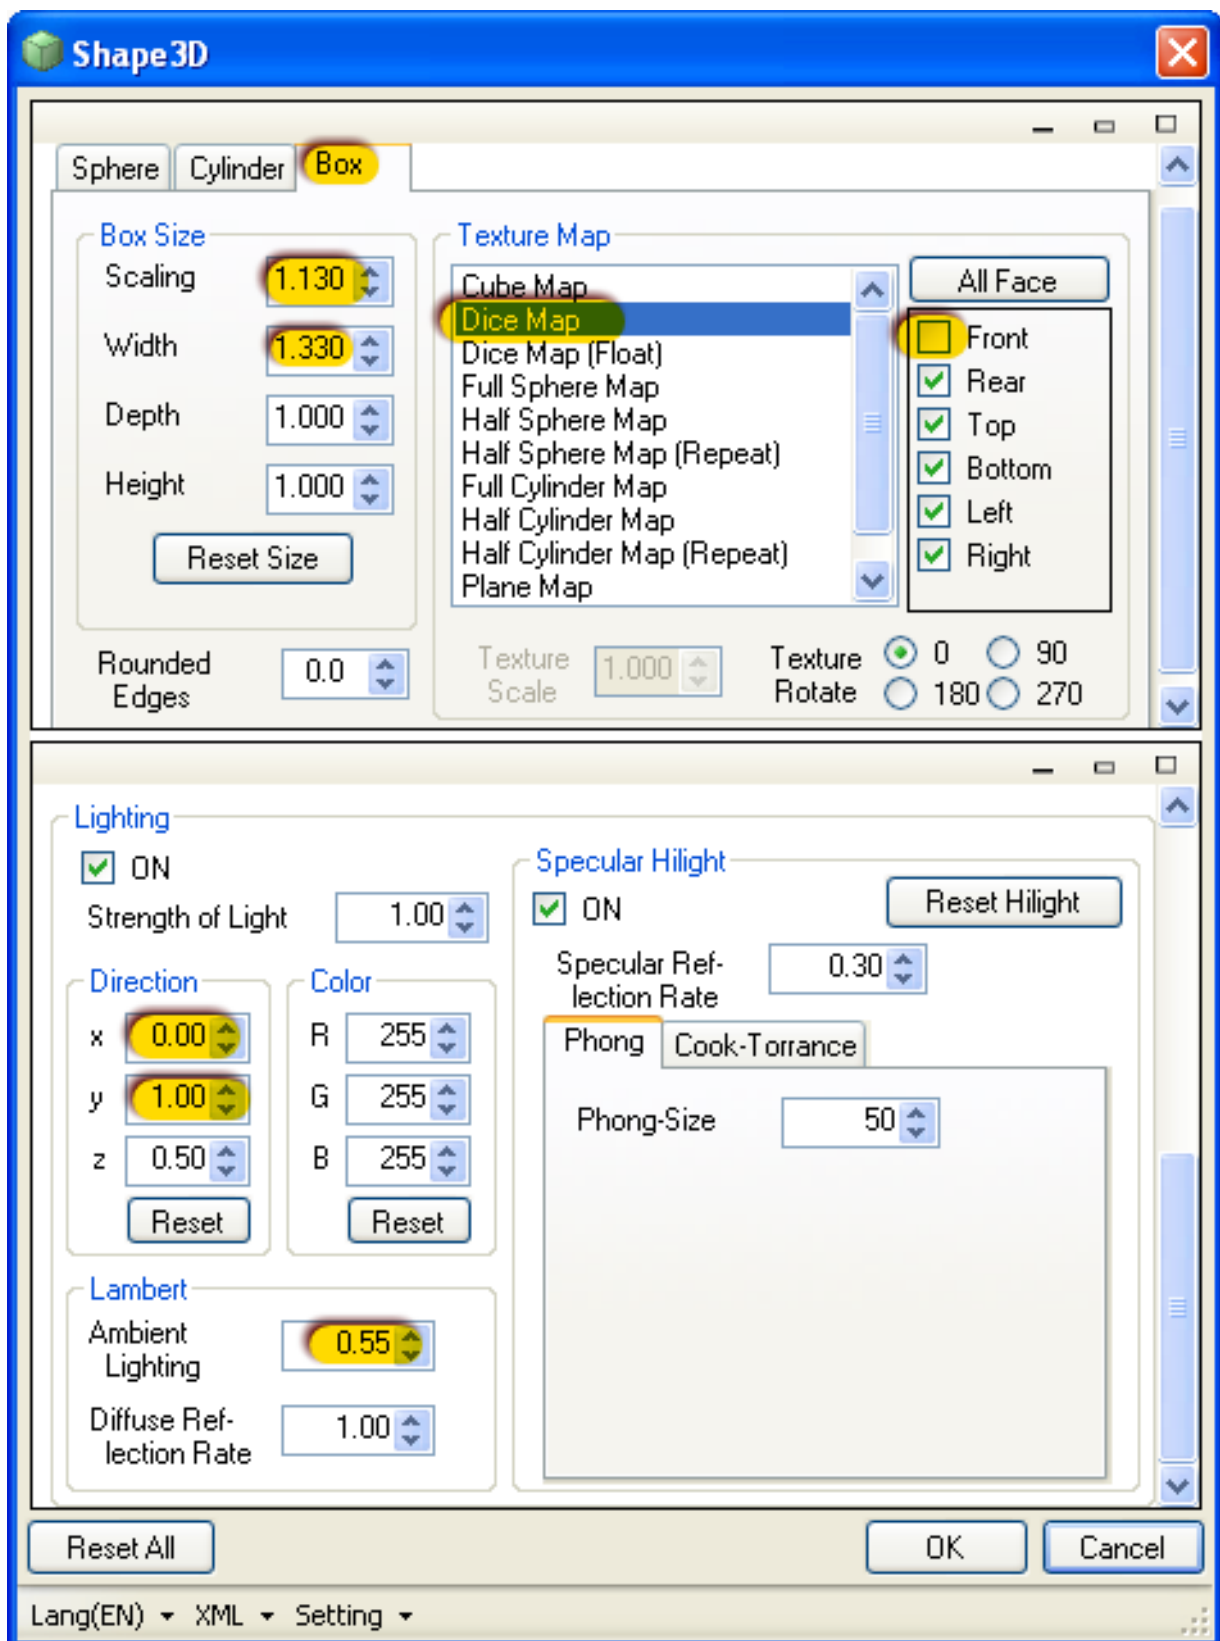 Shape3D
Sphere Cylinder Box
Box Size
Scaling 1.130
Width 1.330
Depth 1.000
Height 1.000
Reset Size
Rounded Edges 0.0
Texture Map
Cube Map
Dice Map
Dice Map (Float)
Full Sphere Map
Half Sphere Map
Half Sphere Map (Repeat)
Full Cylinder Map
Half Cylinder Map
Half Cylinder Map (Repeat)
Plane Map
All Face
Front
Rear
Top
Bottom
Left
Right
Texture Scale 1.000
Texture Rotate 0 90
180 270
Lighting
ON
Strength of Light 1.00
Direction
x 0.00
y 1.00
z 0.50
Reset
Color
R 255
G 255
B 255
Reset
Lambert
Ambient
Lighting 0.55
Diffuse Ref-
lection Rate 1.00
Specular Hilight
ON
Reset Hilight
Specular Ref-
lection Rate 0.30
Phong Cook-Torrance
Phong-Size 50
Reset All OK Cancel
Lang(EN) XML Setting